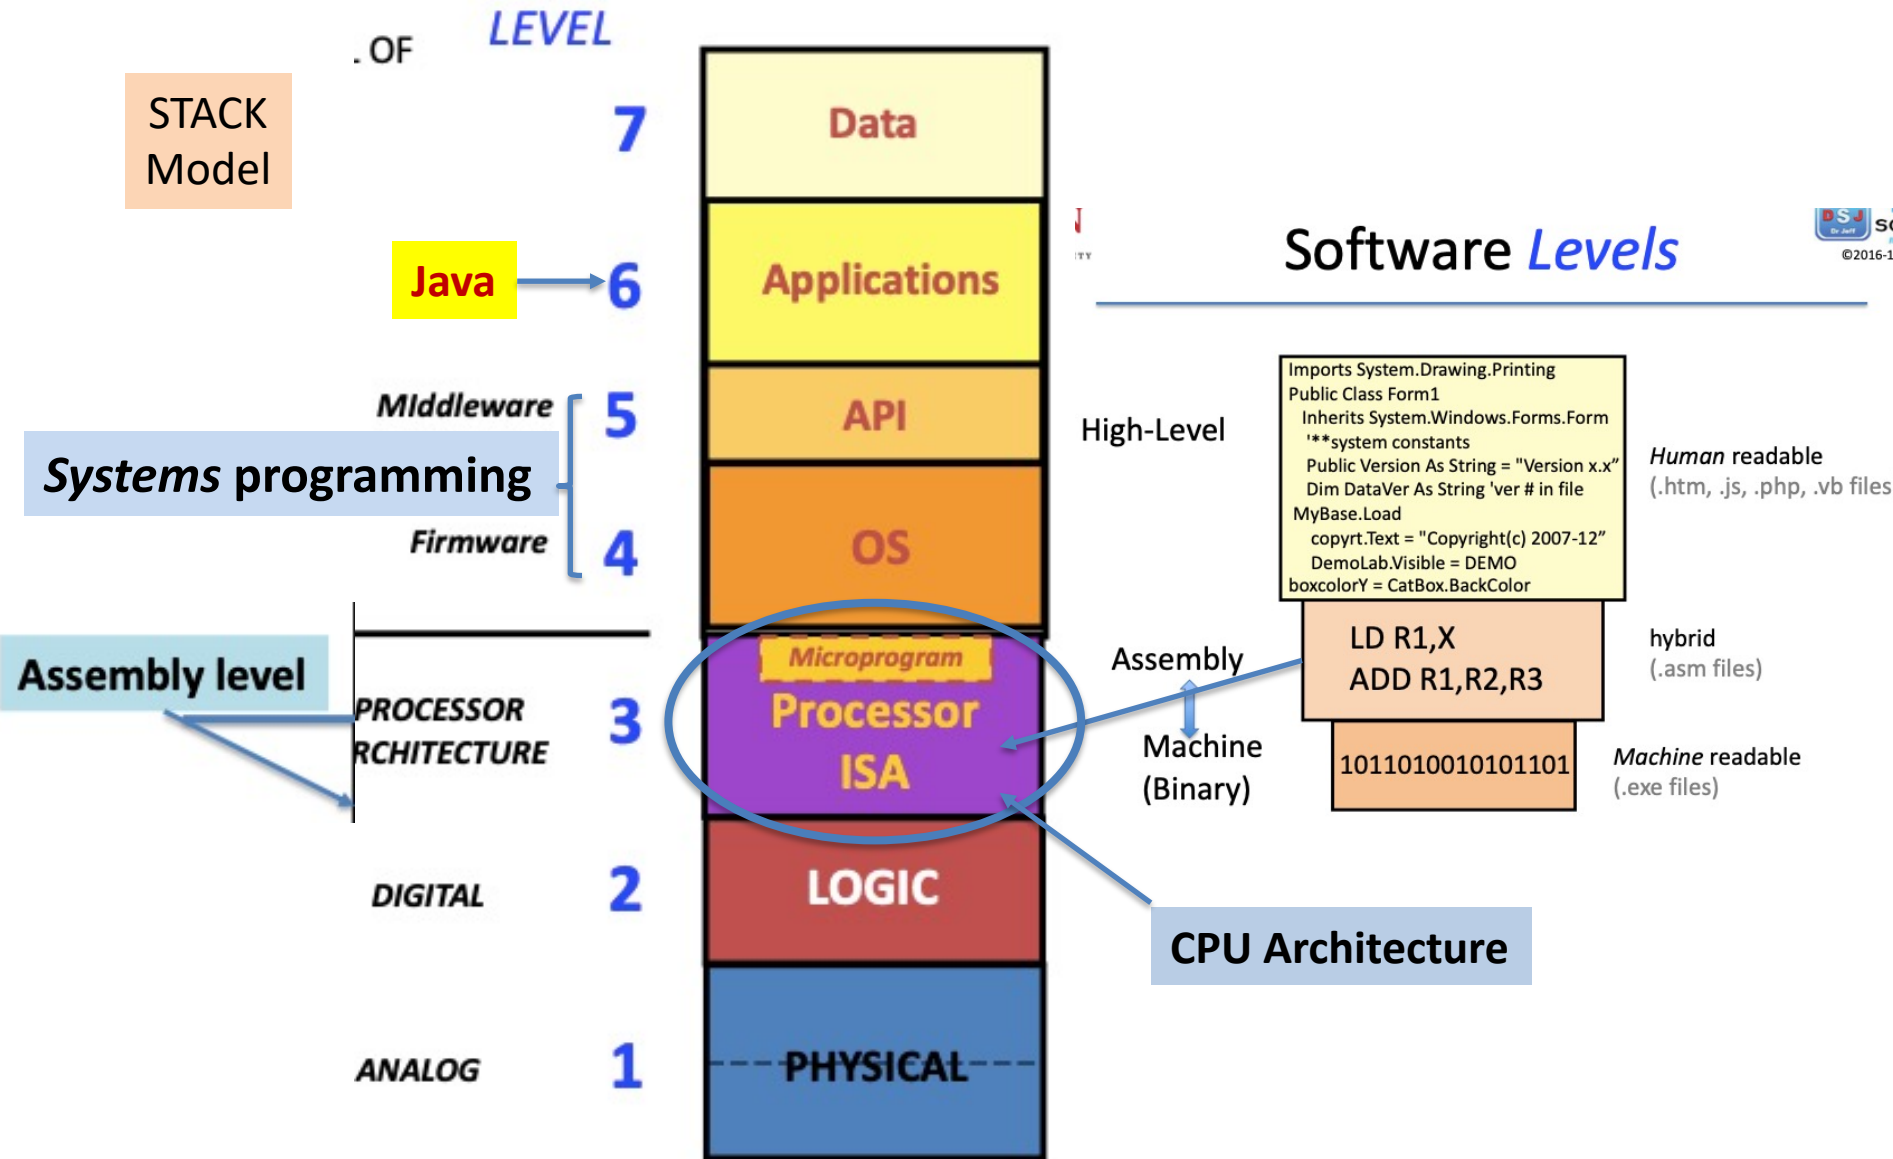 . OF
LEVEL
STACK
Model
7
Data
Java
6
Applications
MIddleware
5
API
Systems programming
Firmware
4
OS
Assembly level
PROCESSOR
RCHITECTURE
3
Microprogram
Processor
ISA
DIGITAL
2
LOGIC
ANALOG
1
PHYSICAL
CPU Architecture
N
ITY
Software Levels
DSJ
Dr Jeff
©2016-1
High-Level
Imports System.Drawing.Printing
Public Class Form1
Inherits System.Windows.Forms.Form
'**system constants
Public Version As String = "Version x.x”
Dim DataVer As String 'ver # in file
MyBase.Load
copyrt.Text = "Copyright(c) 2007-12”
DemoLab.Visible = DEMO
boxcolorY = CatBox.BackColor
Human readable
(.htm, .js, .php, .vb files
Assembly
LD R1,X
ADD R1,R2,R3
hybrid
(.asm files)
Machine
(Binary)
1011010010101101
Machine readable
(.exe files)